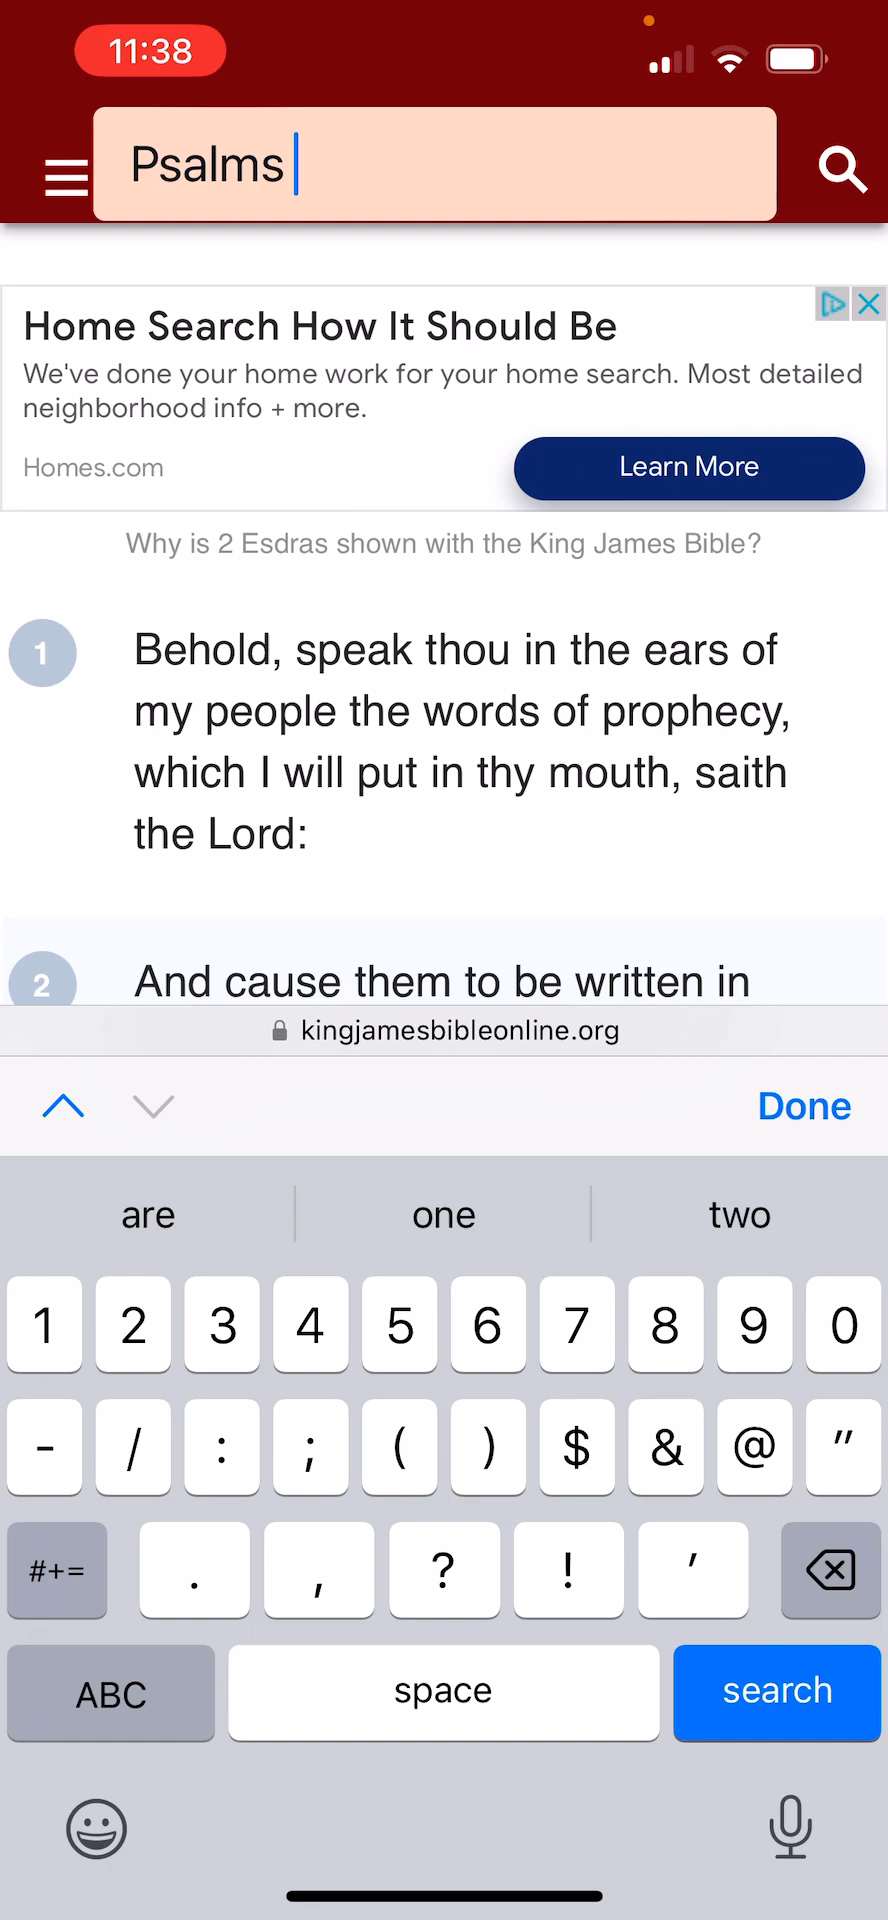 11:38
Psalms
Home Search How It Should Be
We've done your home work for your home search. Most detailed
neighborhood info + more.
Homes.com
Learn More
Why is 2 Esdras shown with the King James Bible?
1
Behold, speak thou in the ears of
my people the words of prophecy,
which I will put in thy mouth, saith
the Lord:
2
And cause them to be written in
kingjamesbibleonline.org
Done
are one two
1 2 3 4 5 6 7 8 9 0
- / : ; ( ) $ & @ "
#+= . , ? ! '
ABC space search